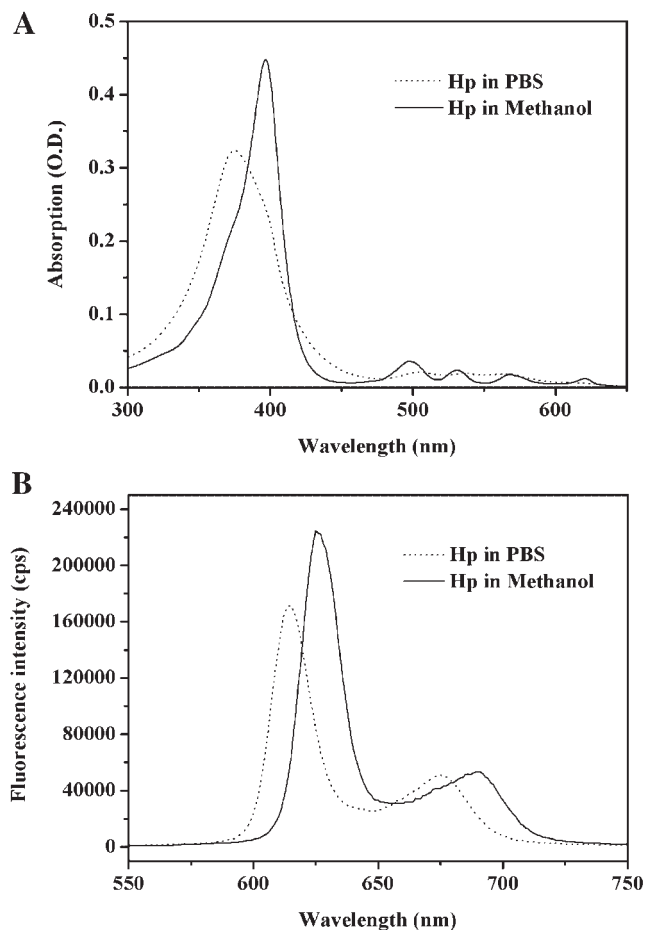 A
0.5
0.4
0.3
0.2
0.1
0.0
Absorption (O.D.)
Hp in PBS
Hp in Methanol
300
400
500
600
Wavelength (nm)
B
240000
200000
160000
120000
80000
40000
0
Fluorescence intensity (cps)
Hp in PBS
Hp in Methanol
550
600
650
700
750
Wavelength (nm)